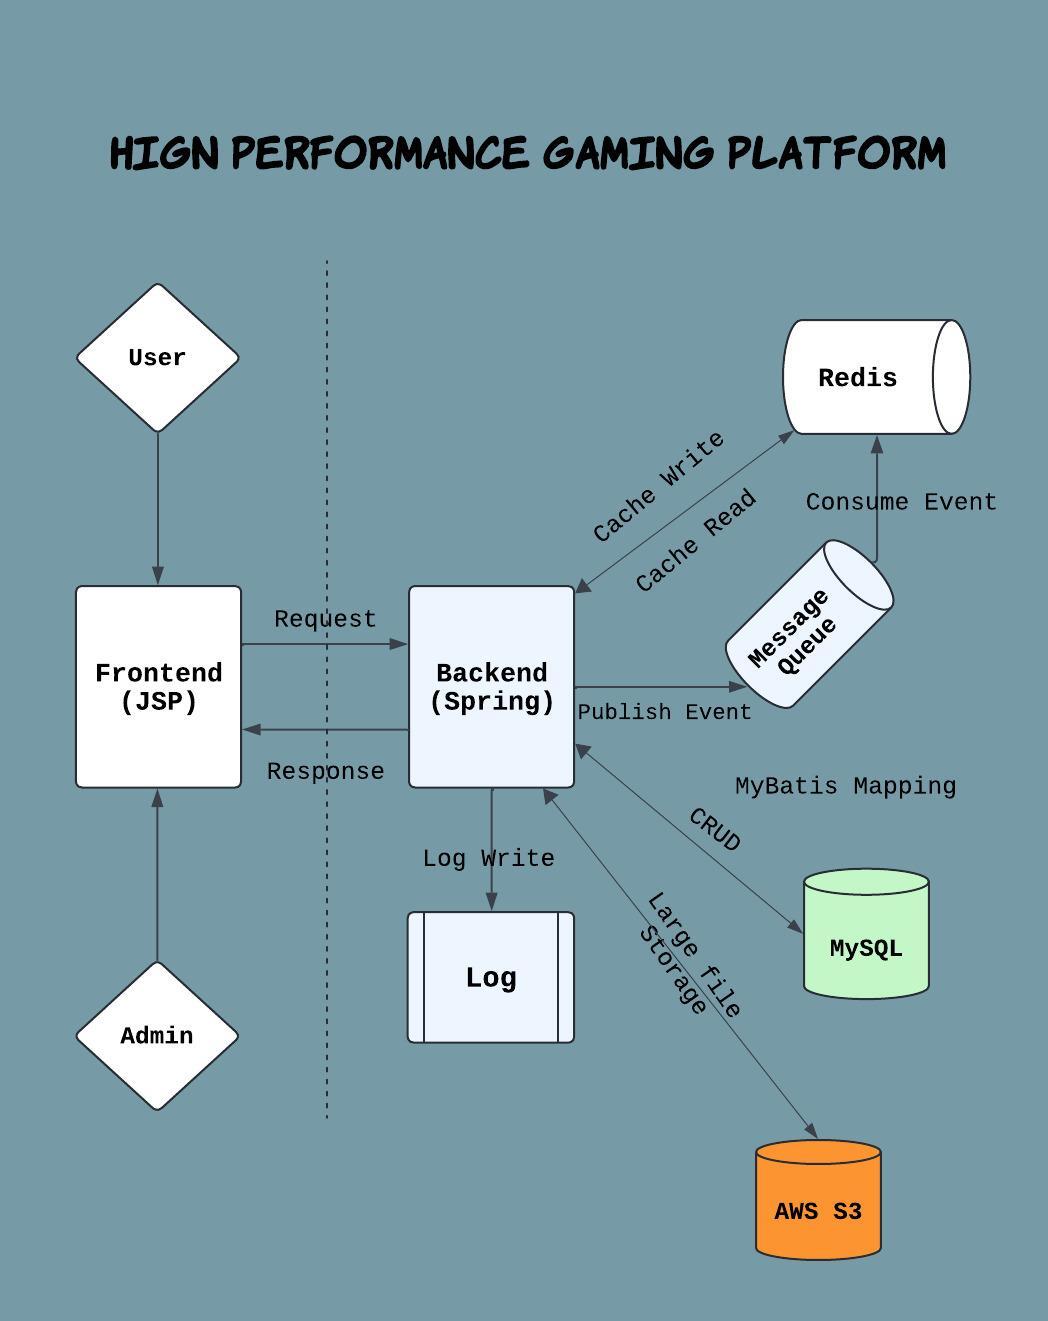 HIGN PERFORMANCE GAMING PLATFORM
User
Redis
Cache Write
Cache Read
Consume Event
Message
Queue
Request
Frontend
(JSP)
Backend
(Spring)
Publish Event
Response
MyBatis Mapping
CRUD
Log Write
Large file
Storage
MySQL
Log
Admin
AWS S3